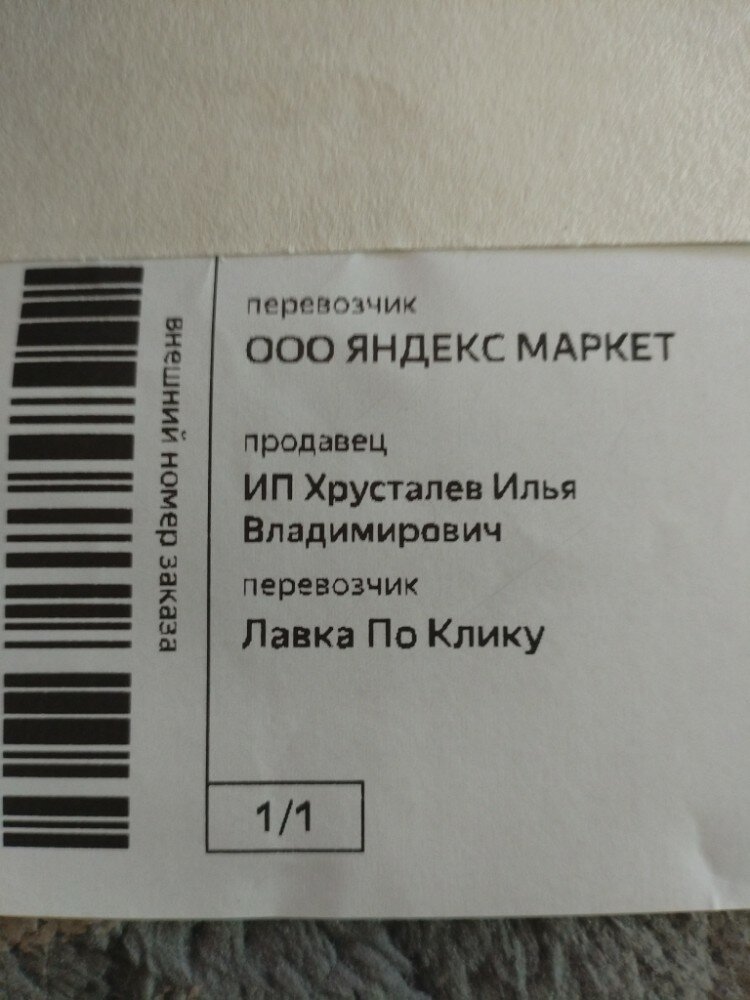 внешний номер заказа
перевозчик
ООО ЯНДЕКС МАРКЕТ
продавец
ИП Хрусталев Илья
Владимирович
перевозчик
Лавка По Клику
1/1